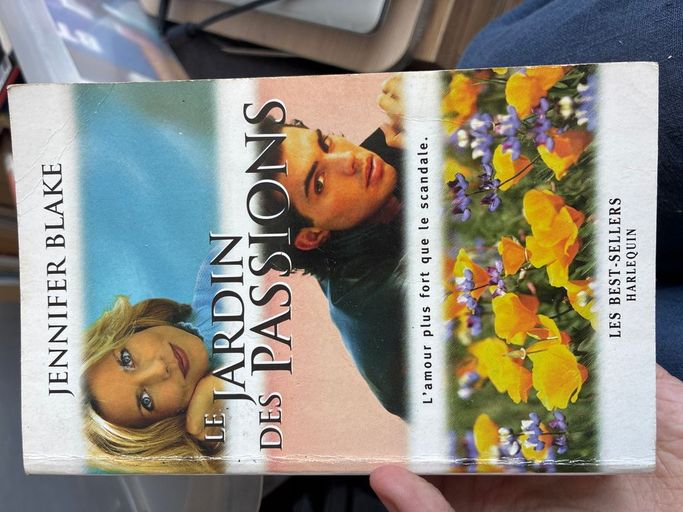 JENNIFER BLAKE
LE JARDIN
DES PASSIONS
L'amour plus fort que le scandale.
LES BEST-SELLERS
HARLEQUIN